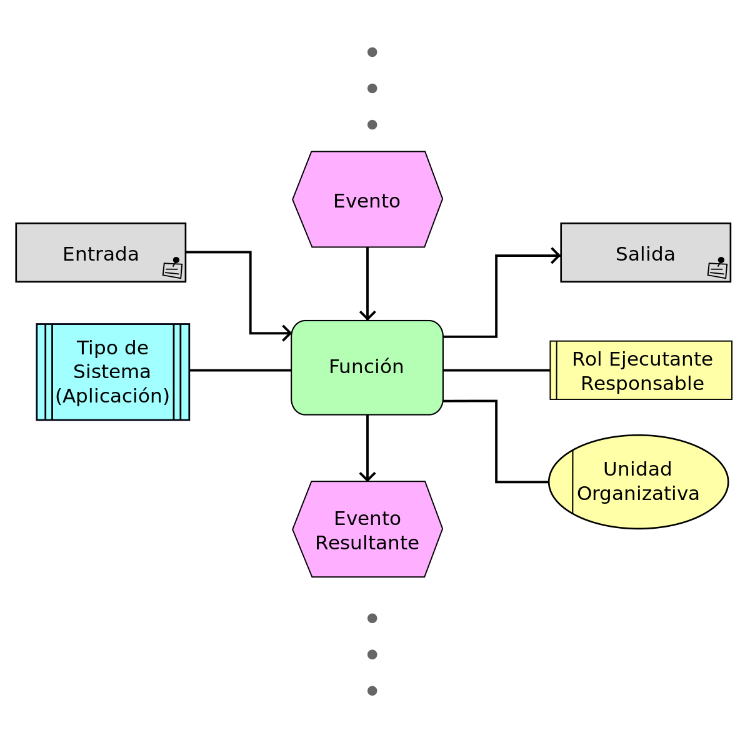 Evento
Entrada
Salida
Tipo de
Sistema
(Aplicación)
Función
Rol Ejecutante
Responsable
Unidad
Organizativa
Evento
Resultante